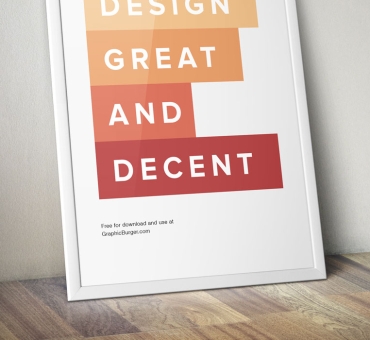 DESIGN
GREAT
AND
DECENT
Free for download and use at
GraphicBurger.com